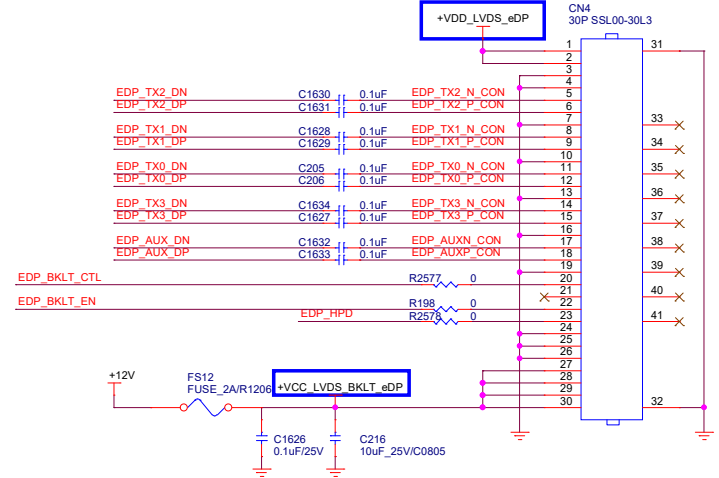 CN4
30P SSL00-30L3
+VDD_LVDS_eDP
1
31
2
3
4
EDP_TX2_DN C1630 0.1uF EDP_TX2_N_CON 5
EDP_TX2_DP C1631 0.1uF EDP_TX2_P_CON 6
7
33
EDP_TX1_DN C1628 0.1uF EDP_TX1_N_CON 8
EDP_TX1_DP C1629 0.1uF EDP_TX1_P_CON 9
34
10
EDP_TX0_DN C205 0.1uF EDP_TX0_N_CON 11
35
EDP_TX0_DP C206 0.1uF EDP_TX0_P_CON 12
13
36
EDP_TX3_DN C1634 0.1uF EDP_TX3_N_CON 14
EDP_TX3_DP C1627 0.1uF EDP_TX3_P_CON 15
37
16
EDP_AUX_DN C1632 0.1uF EDP_AUXN_CON 17
38
EDP_AUX_DP C1633 0.1uF EDP_AUXP_CON 18
19
39
EDP_BKLT_CTL R2577 0 20
21
40
EDP_BKLT_EN R198 0 22
EDP_HPD R2578 0 23
41
24
25
26
27
+12V
FS12
FUSE_2A/R1206
+VCC_LVDS_BKLT_eDP
28
29
30
32
C1626
0.1uF/25V
C216
10uF_25V/C0805